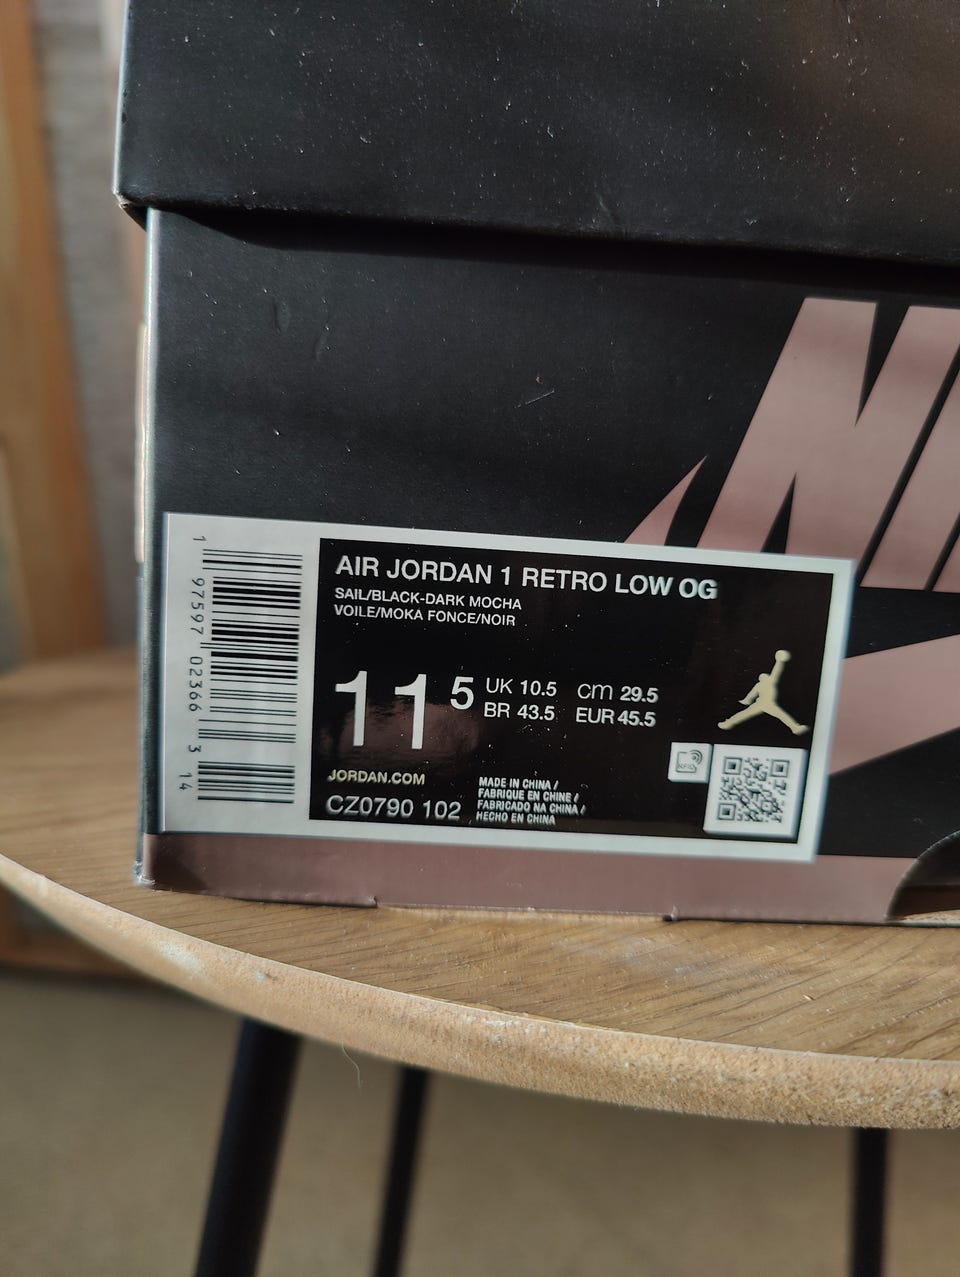 AIR JORDAN 1 RETRO LOW OG
SAIL/BLACK-DARK MOCHA
VOILE/MOKA FONCE/NOIR
11 5
UK 10.5 cm 29.5
BR 43.5 EUR 45.5
RFID
JORDAN.COM
CZ0790 102
MADE IN CHINA /
FABRIQUE EN CHINE /
FABRICADO NA CHINA /
HECHO EN CHINA
1 97597 02366 3 14